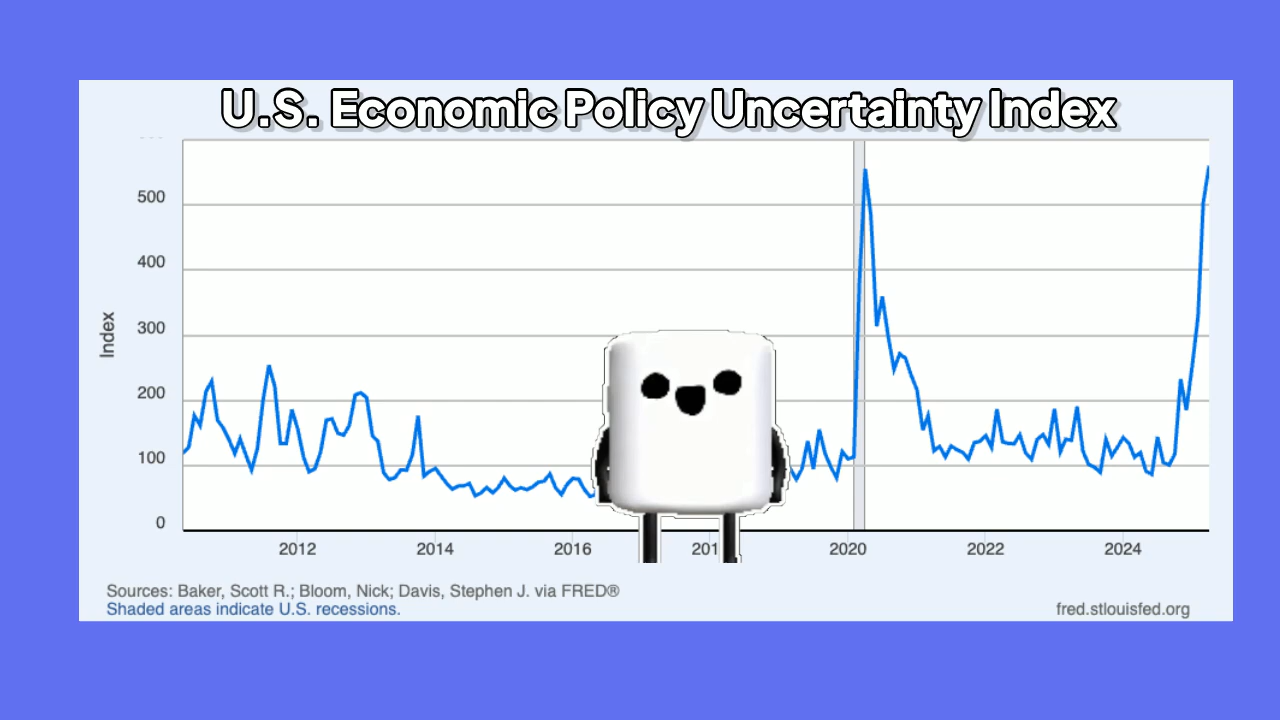 U.S. Economic Policy Uncertainty Index
500
400
300
200
100
0
Index
2012 2014 2016 201 2020 2022 2024
Sources: Baker, Scott R.; Bloom, Nick; Davis, Stephen J. via FRED®
Shaded areas indicate U.S. recessions.
fred.stlouisfed.org